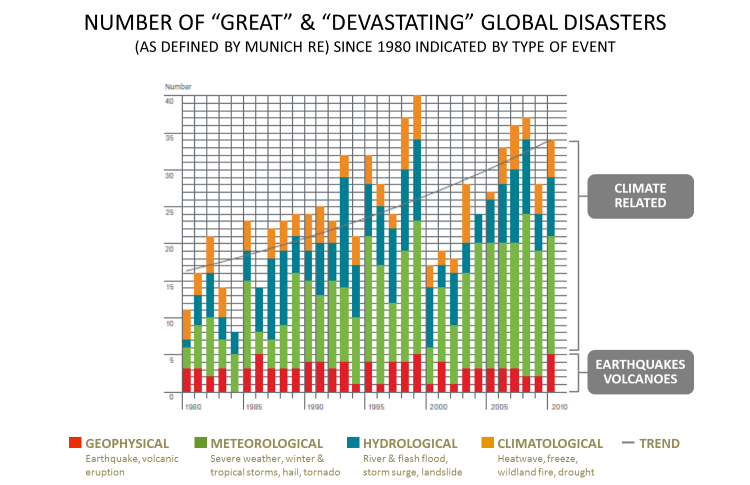 NUMBER OF “GREAT” & “DEVASTATING” GLOBAL DISASTERS
(AS DEFINED BY MUNICH RE) SINCE 1980 INDICATED BY TYPE OF EVENT
Number
40
35
30
25
20
15
10
5
0
1980
1985
1990
1995
2000
2005
2010
CLIMATE
RELATED
EARTHQUAKES
VOLCANOES
GEOPHYSICAL
Earthquake, volcanic
eruption
METEOROLOGICAL
Severe weather, winter &
tropical storms, hail, tornado
HYDROLOGICAL
River & flash flood,
storm surge, landslide
CLIMATOLOGICAL
Heatwave, freeze,
wildland fire, drought
TREND